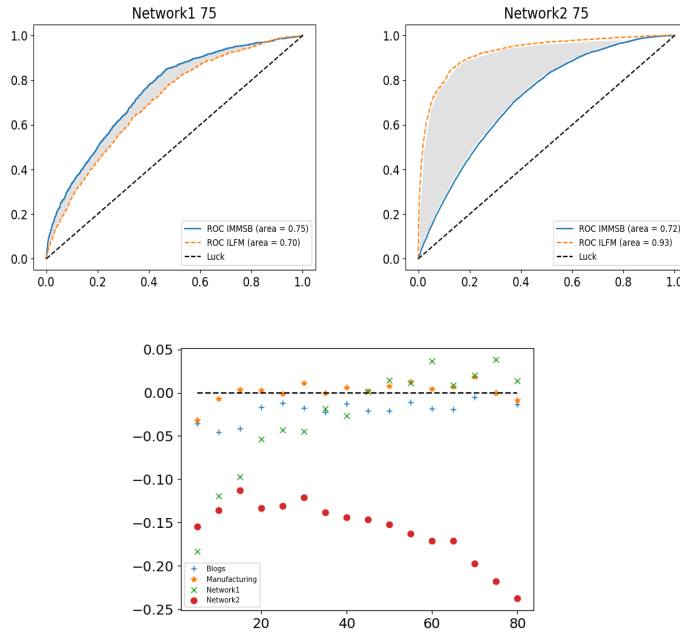 Network1 75
1.0
0.8
0.6
0.4
0.2
0.0
0.0 0.2 0.4 0.6 0.8 1.0
ROC IMMSB (area = 0.75)
ROC ILFM (area = 0.70)
Luck
Network2 75
1.0
0.8
0.6
0.4
0.2
0.0
0.0 0.2 0.4 0.6 0.8 1.0
ROC IMMSB (area = 0.72)
ROC ILFM (area = 0.93)
Luck
0.05
0.00
−0.05
−0.10
−0.15
−0.20
−0.25
20 40 60 80
Blogs
Manufacturing
Network1
Network2